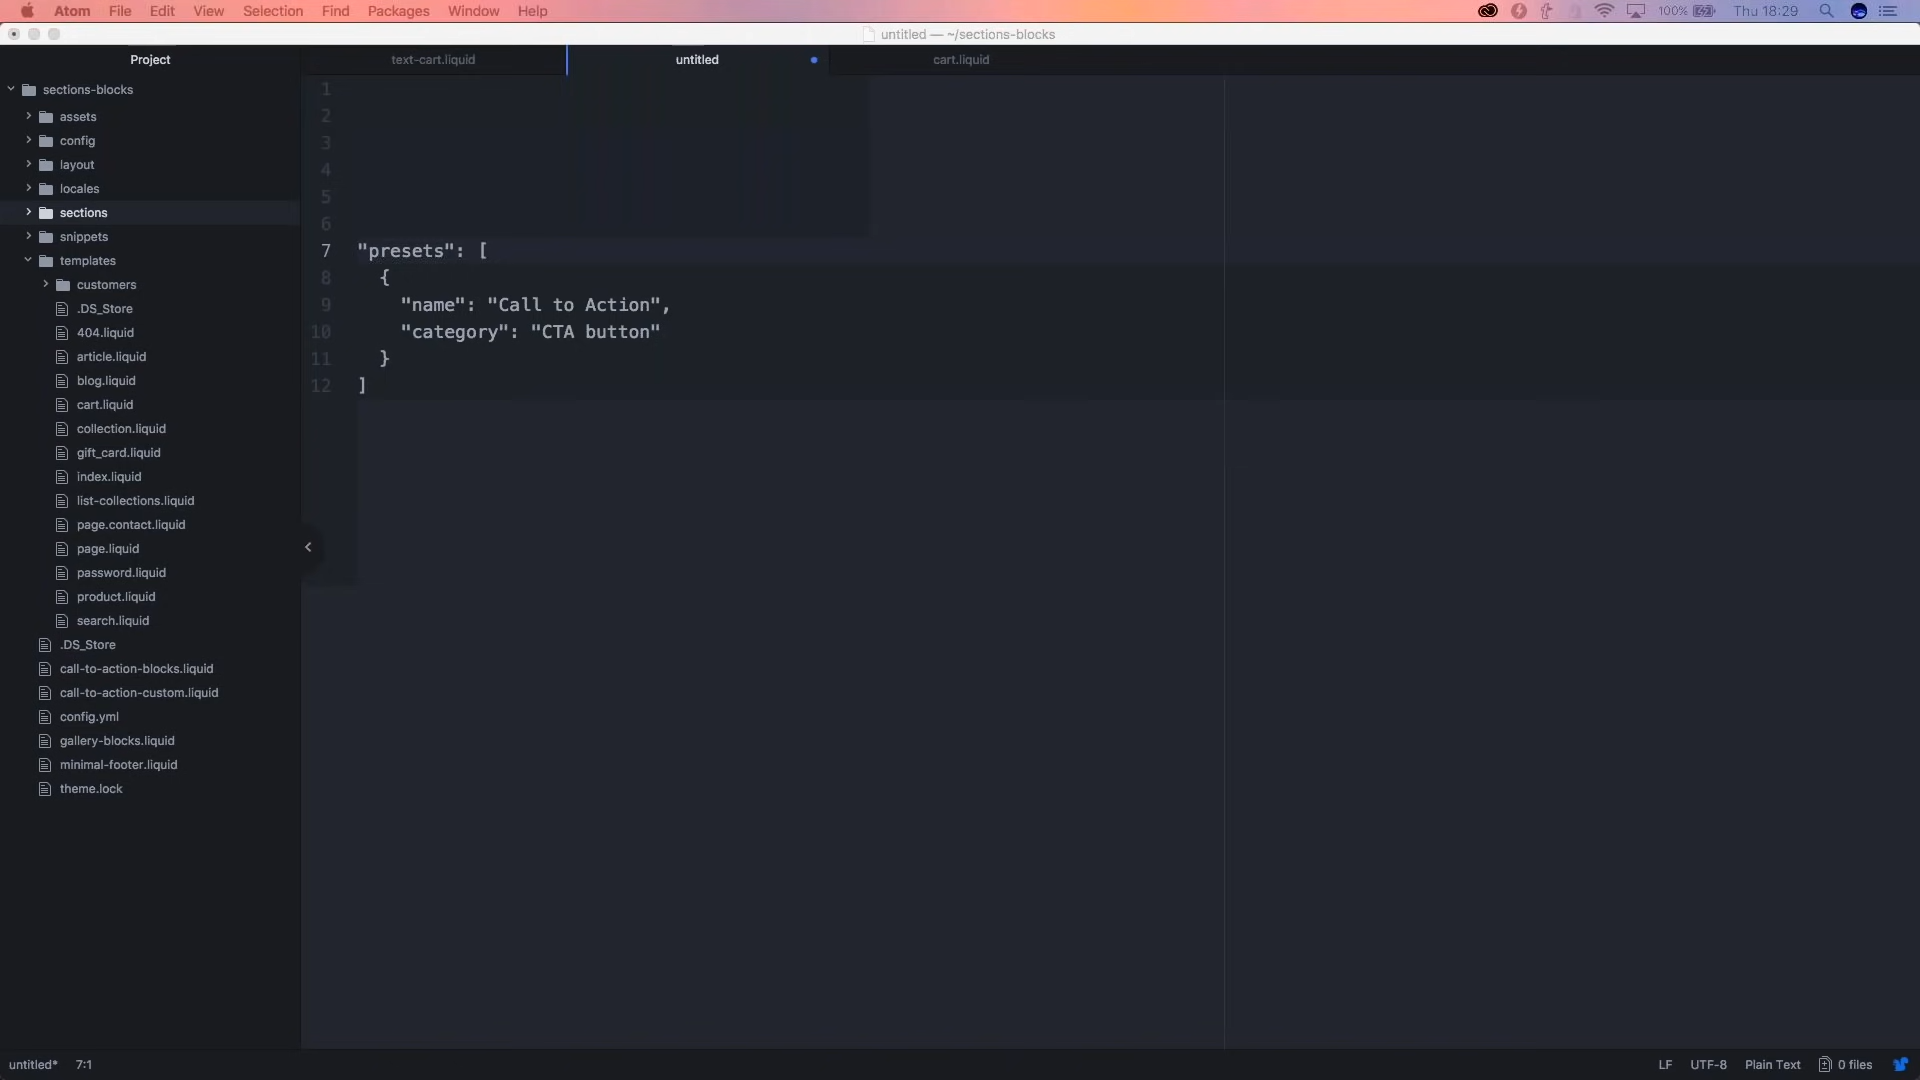 Atom File Edit View Selection Find Packages Window Help 100% Thu 18:29
untitled — ~/sections-blocks
Project text-cart.liquid untitled cart.liquid
sections-blocks
assets
config
layout
locales
sections
snippets
templates
customers
.DS_Store
404.liquid
article.liquid
blog.liquid
cart.liquid
collection.liquid
gift_card.liquid
index.liquid
list-collections.liquid
page.contact.liquid
page.liquid
password.liquid
product.liquid
search.liquid
.DS_Store
call-to-action-blocks.liquid
call-to-action-custom.liquid
config.yml
gallery-blocks.liquid
minimal-footer.liquid
theme.lock
1
2
3
4
5
6
7 "presets": [
8 {
9 "name": "Call to Action",
10 "category": "CTA button"
11 }
12 ]
untitled* 7:1 LF UTF-8 Plain Text 0 files